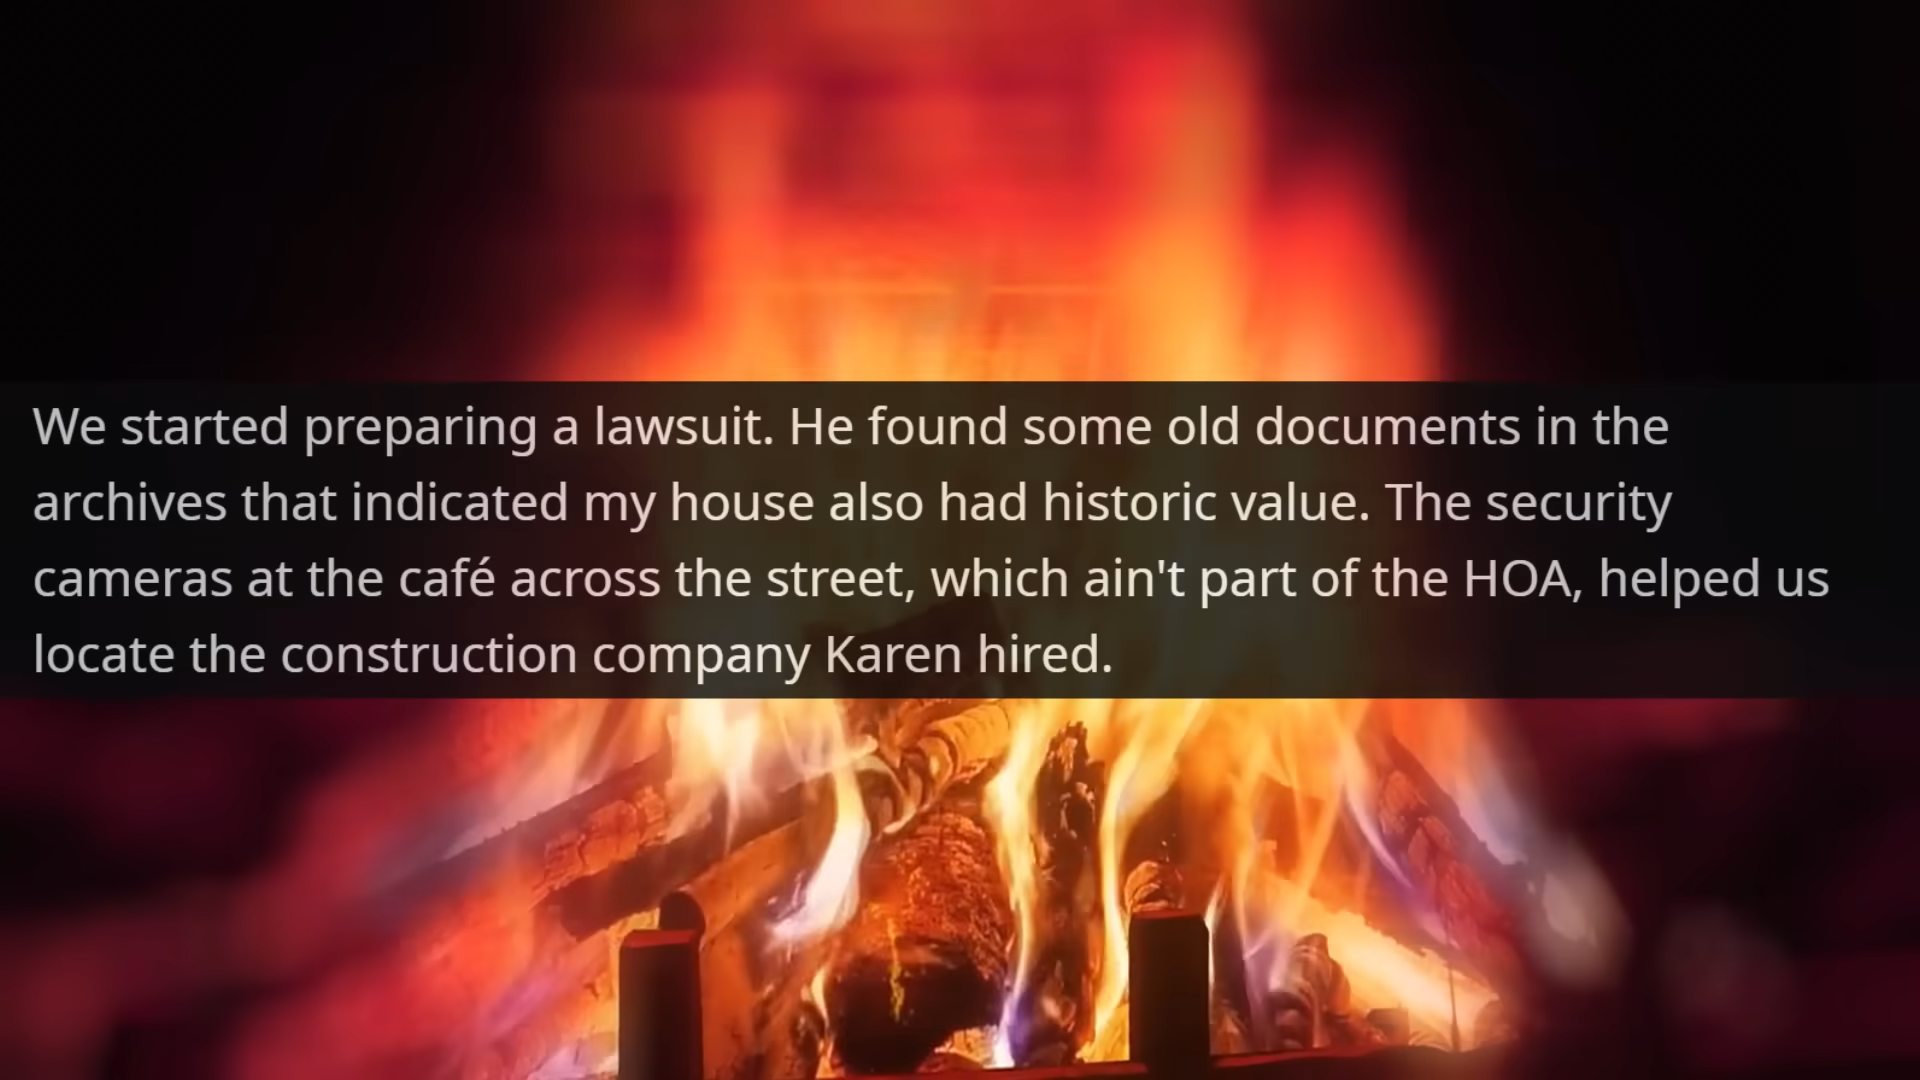 We started preparing a lawsuit. He found some old documents in the
archives that indicated my house also had historic value. The security
cameras at the café across the street, which ain't part of the HOA, helped us
locate the construction company Karen hired.